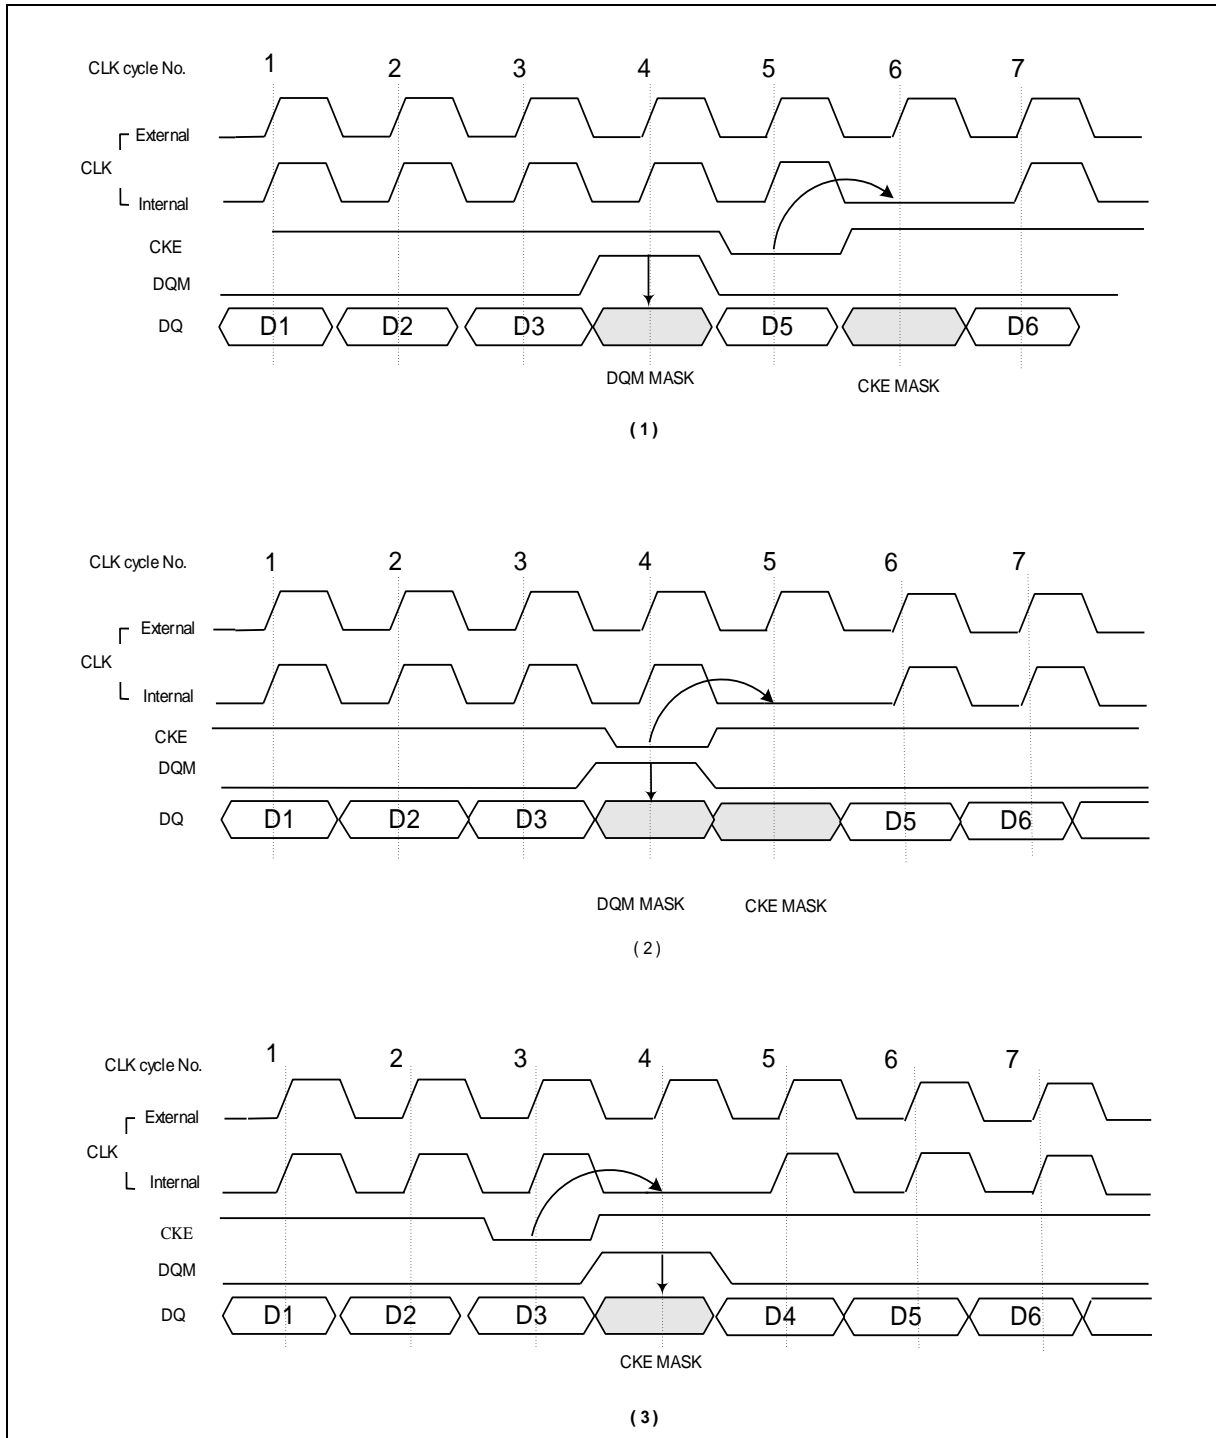 CLK cycle No. 1 2 3 4 5 6 7
External
CLK
Internal
CKE
DQM
DQ D1 D2 D3 D5 D6
DQM MASK CKE MASK
( 1 )
CLK cycle No. 1 2 3 4 5 6 7
External
CLK
Internal
CKE
DQM
DQ D1 D2 D3 D5 D6
DQM MASK CKE MASK
( 2 )
CLK cycle No. 1 2 3 4 5 6 7
External
CLK
Internal
CKE
DQM
DQ D1 D2 D3 D4 D5 D6
CKE MASK
( 3 )